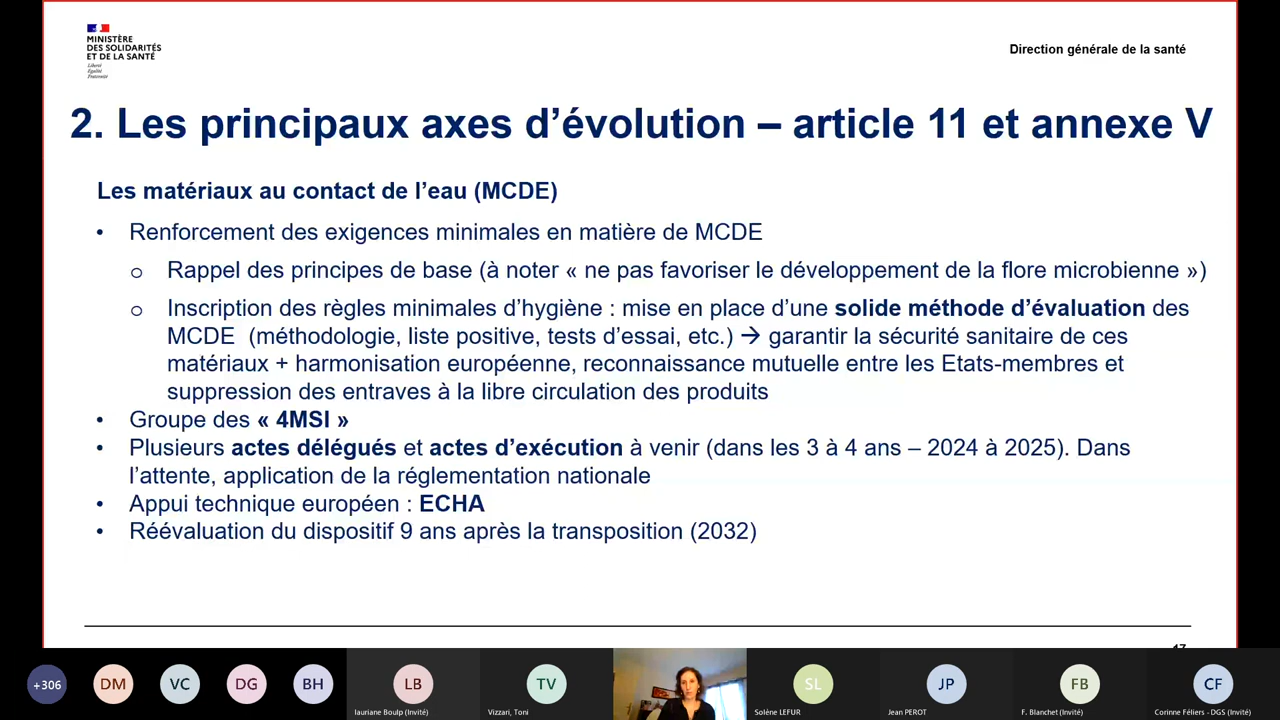 MINISTÈRE
DES SOLIDARITÉS
ET DE LA SANTÉ
Liberté
Égalité
Fraternité
Direction générale de la santé
2. Les principaux axes d’évolution – article 11 et annexe V
Les matériaux au contact de l’eau (MCDE)
• Renforcement des exigences minimales en matière de MCDE
o Rappel des principes de base (à noter « ne pas favoriser le développement de la flore microbienne »)
o Inscription des règles minimales d’hygiène : mise en place d’une solide méthode d’évaluation des
MCDE (méthodologie, liste positive, tests d’essai, etc.) → garantir la sécurité sanitaire de ces
matériaux + harmonisation européenne, reconnaissance mutuelle entre les Etats-membres et
suppression des entraves à la libre circulation des produits
• Groupe des « 4MSI »
• Plusieurs actes délégués et actes d’exécution à venir (dans les 3 à 4 ans – 2024 à 2025). Dans
l’attente, application de la réglementation nationale
• Appui technique européen : ECHA
• Réévaluation du dispositif 9 ans après la transposition (2032)
+306
DM
VC
DG
BH
LB
TV
SL
JP
FB
CF
lauriane Boulp (Invité)
Vizzari, Toni
Solène LEFUR
Jean PEROT
F. Blanchet (Invité)
Corinne Féliers - DGS (Invité)